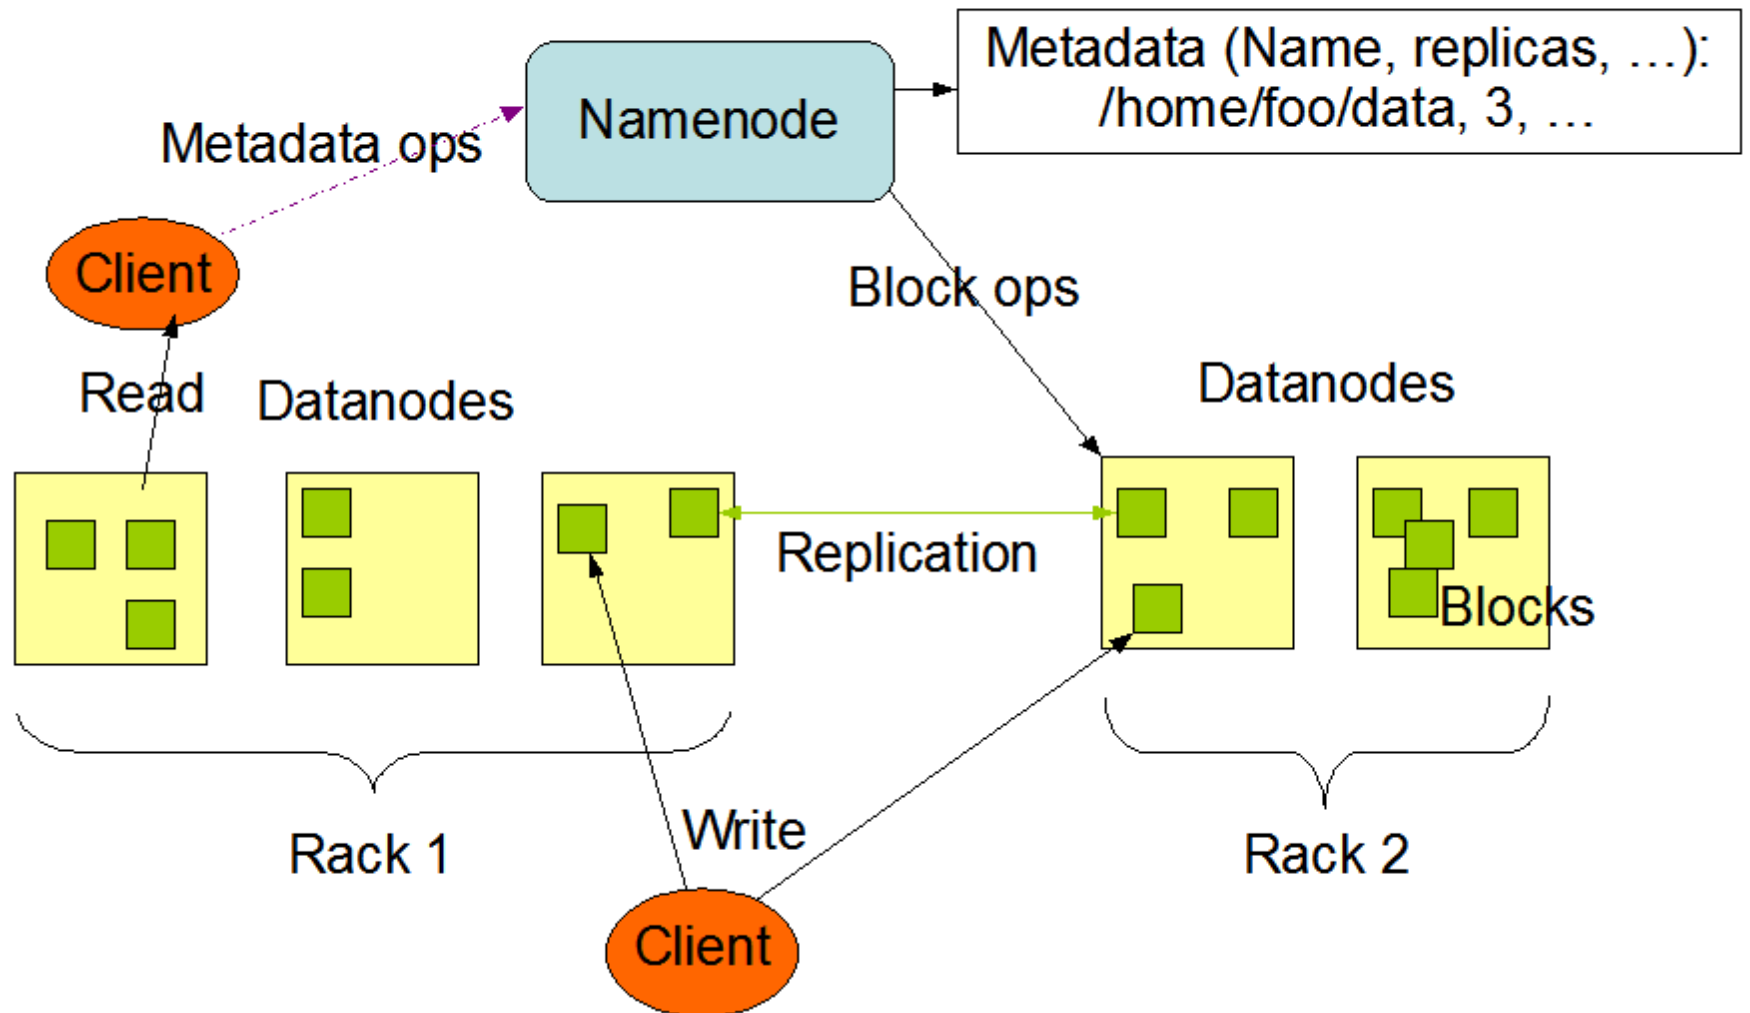 Metadata (Name, replicas, …):
/home/foo/data, 3, …
Namenode
Metadata ops
Client
Block ops
Read
Datanodes
Datanodes
Replication
Blocks
Rack 1
Write
Rack 2
Client